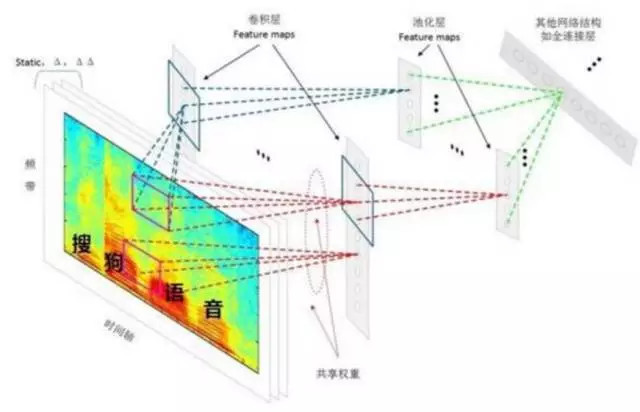 卷积层
Feature maps
池化层
Feature maps
其他网络结构
如全连接层
Static, Δ, ΔΔ
频带
搜狗语音
时间轴
共享权重